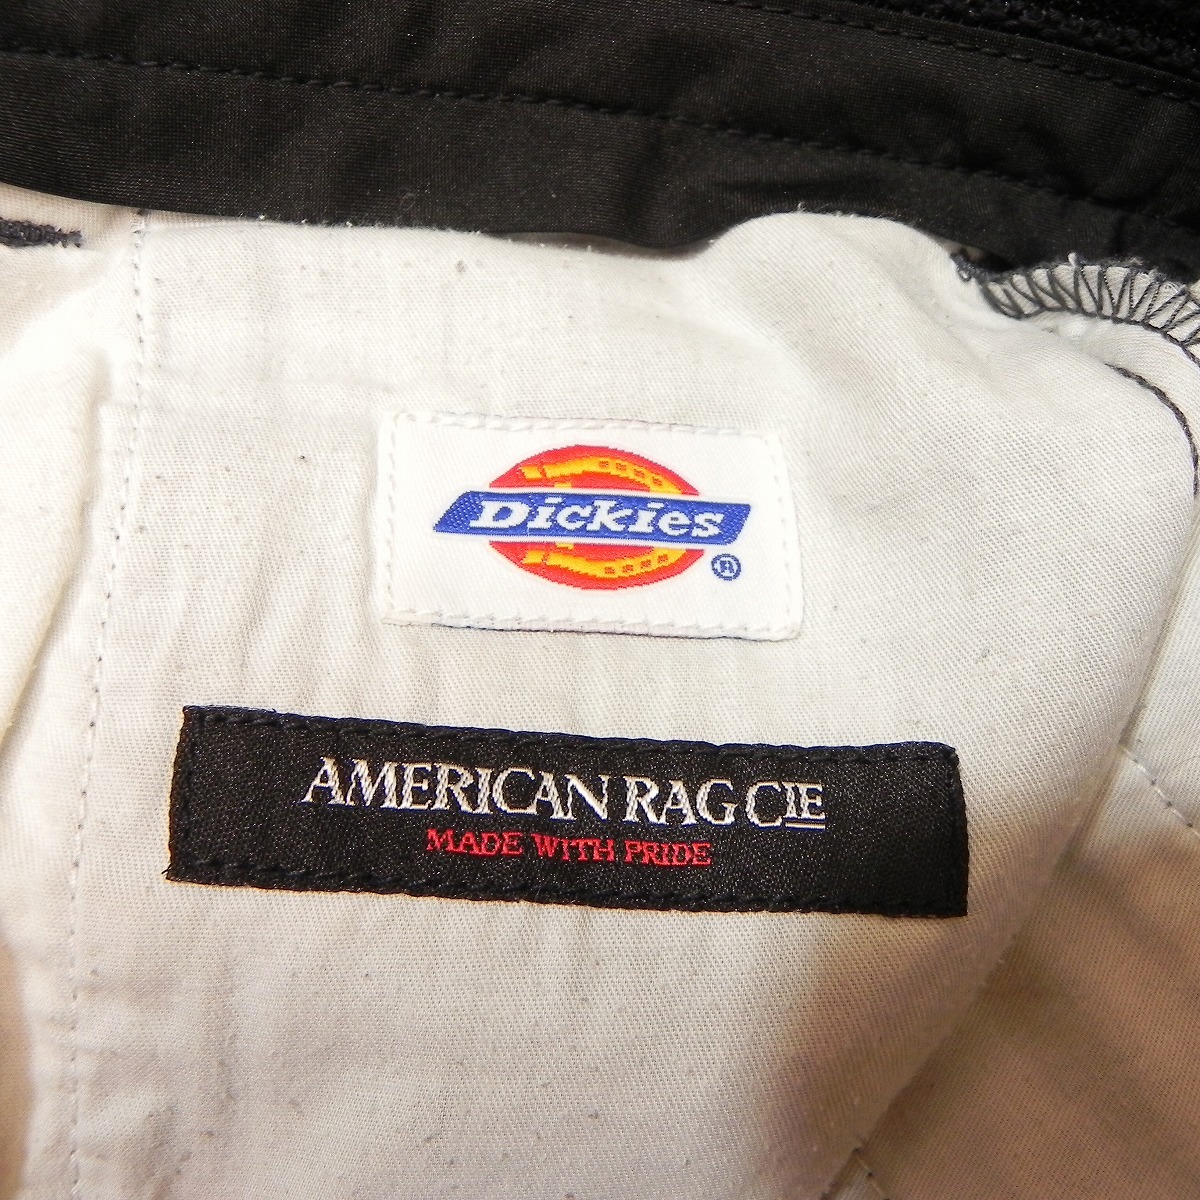 Dickies
®
AMERICAN RAG CIE
MADE WITH PRIDE